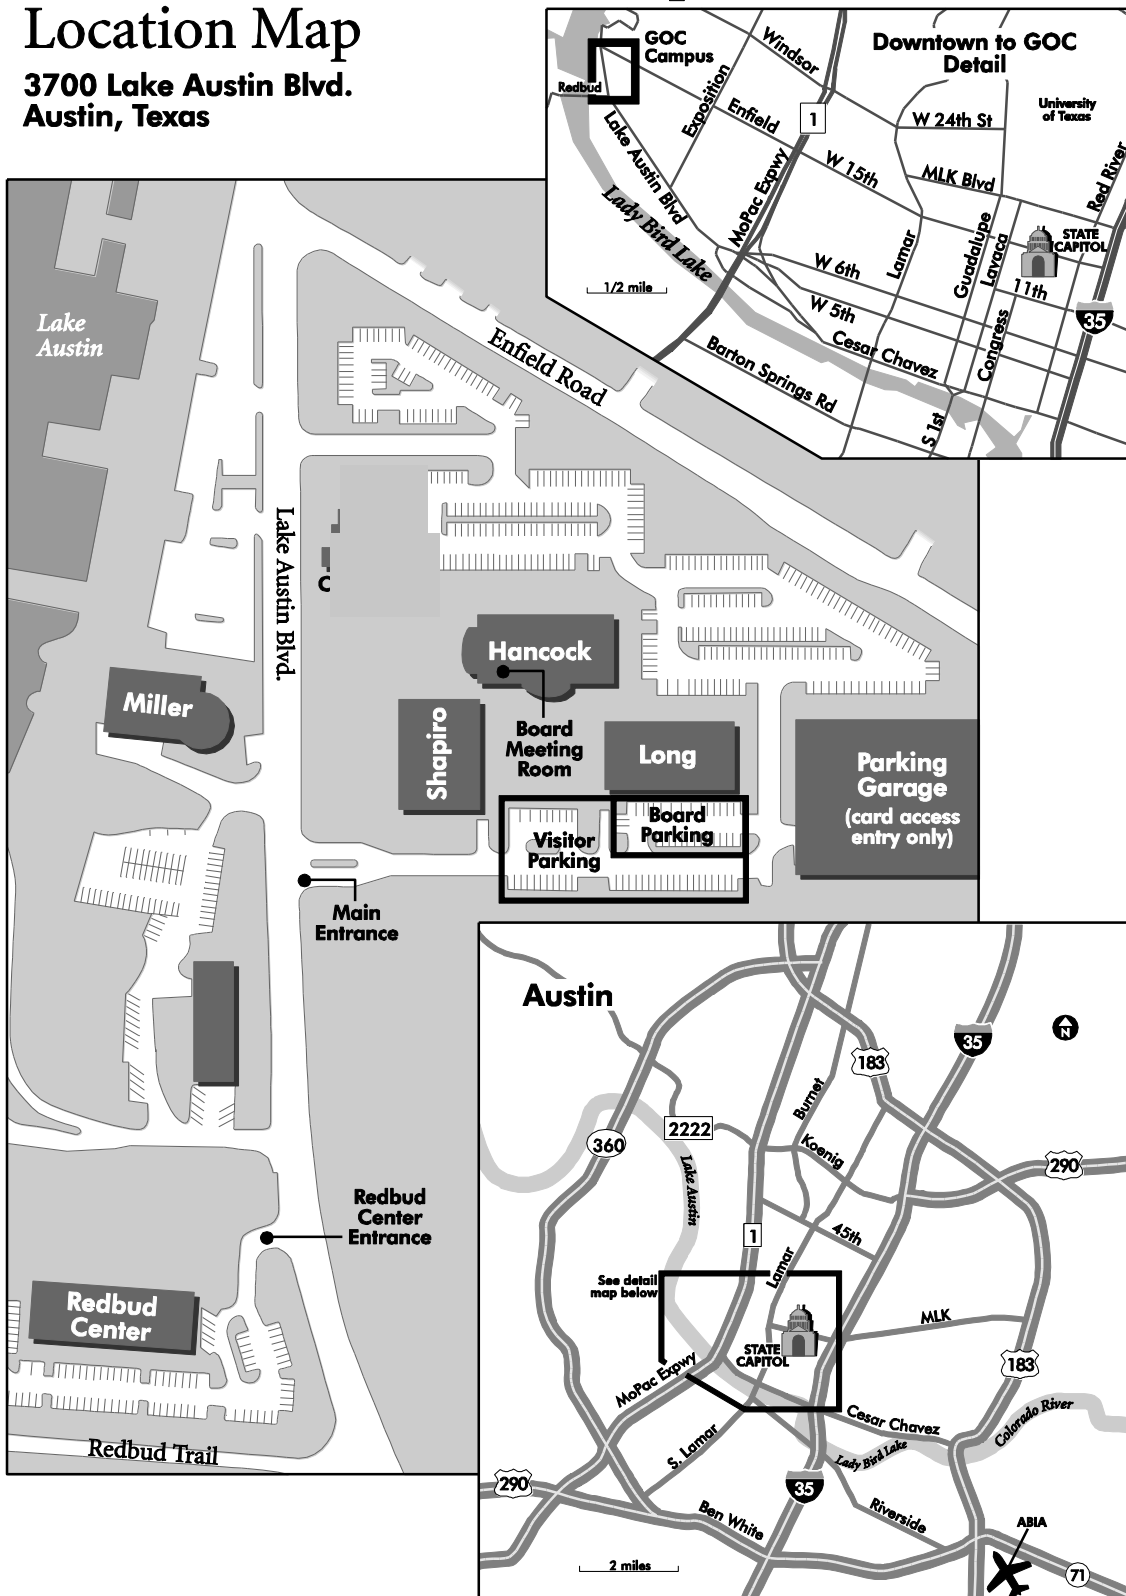 Location Map
3700 Lake Austin Blvd.
Austin, Texas
Downtown to GOC
Detail
GOC
Campus
Redbud
Windsor
Exposition
Enfield
Lake Austin Blvd
Lady Bird Lake
MoPac Expwy
1
W 24th St
University
of Texas
W 15th
MLK Blvd
Red River
Lamar
Guadalupe
Lavaca
STATE
CAPITOL
11th
W 6th
W 5th
Cesar Chavez
Congress
35
1/2 mile
Barton Springs Rd
S 1st
Lake
Austin
Enfield Road
Lake Austin Blvd.
C
Hancock
Miller
Shapiro
Board
Meeting
Room
Long
Parking
Garage
(card access
entry only)
Visitor
Parking
Board
Parking
Main
Entrance
Redbud
Center
Entrance
Redbud
Center
Redbud Trail
Austin
N
35
183
Burnet
2222
360
Koenig
290
Lake Austin
1
45th
Lamar
See detail
map below
MLK
STATE
CAPITOL
183
MoPac Expwy
Cesar Chavez
Colorado River
S. Lamar
Lady Bird Lake
290
35
Ben White
Riverside
ABIA
2 miles
71